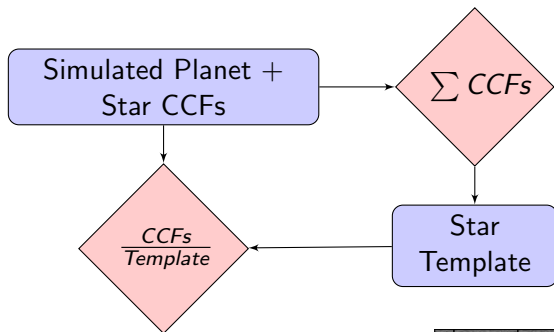 Simulated Planet +
Star CCFs
∑ CCFs
CCFs
Template
Star
Template